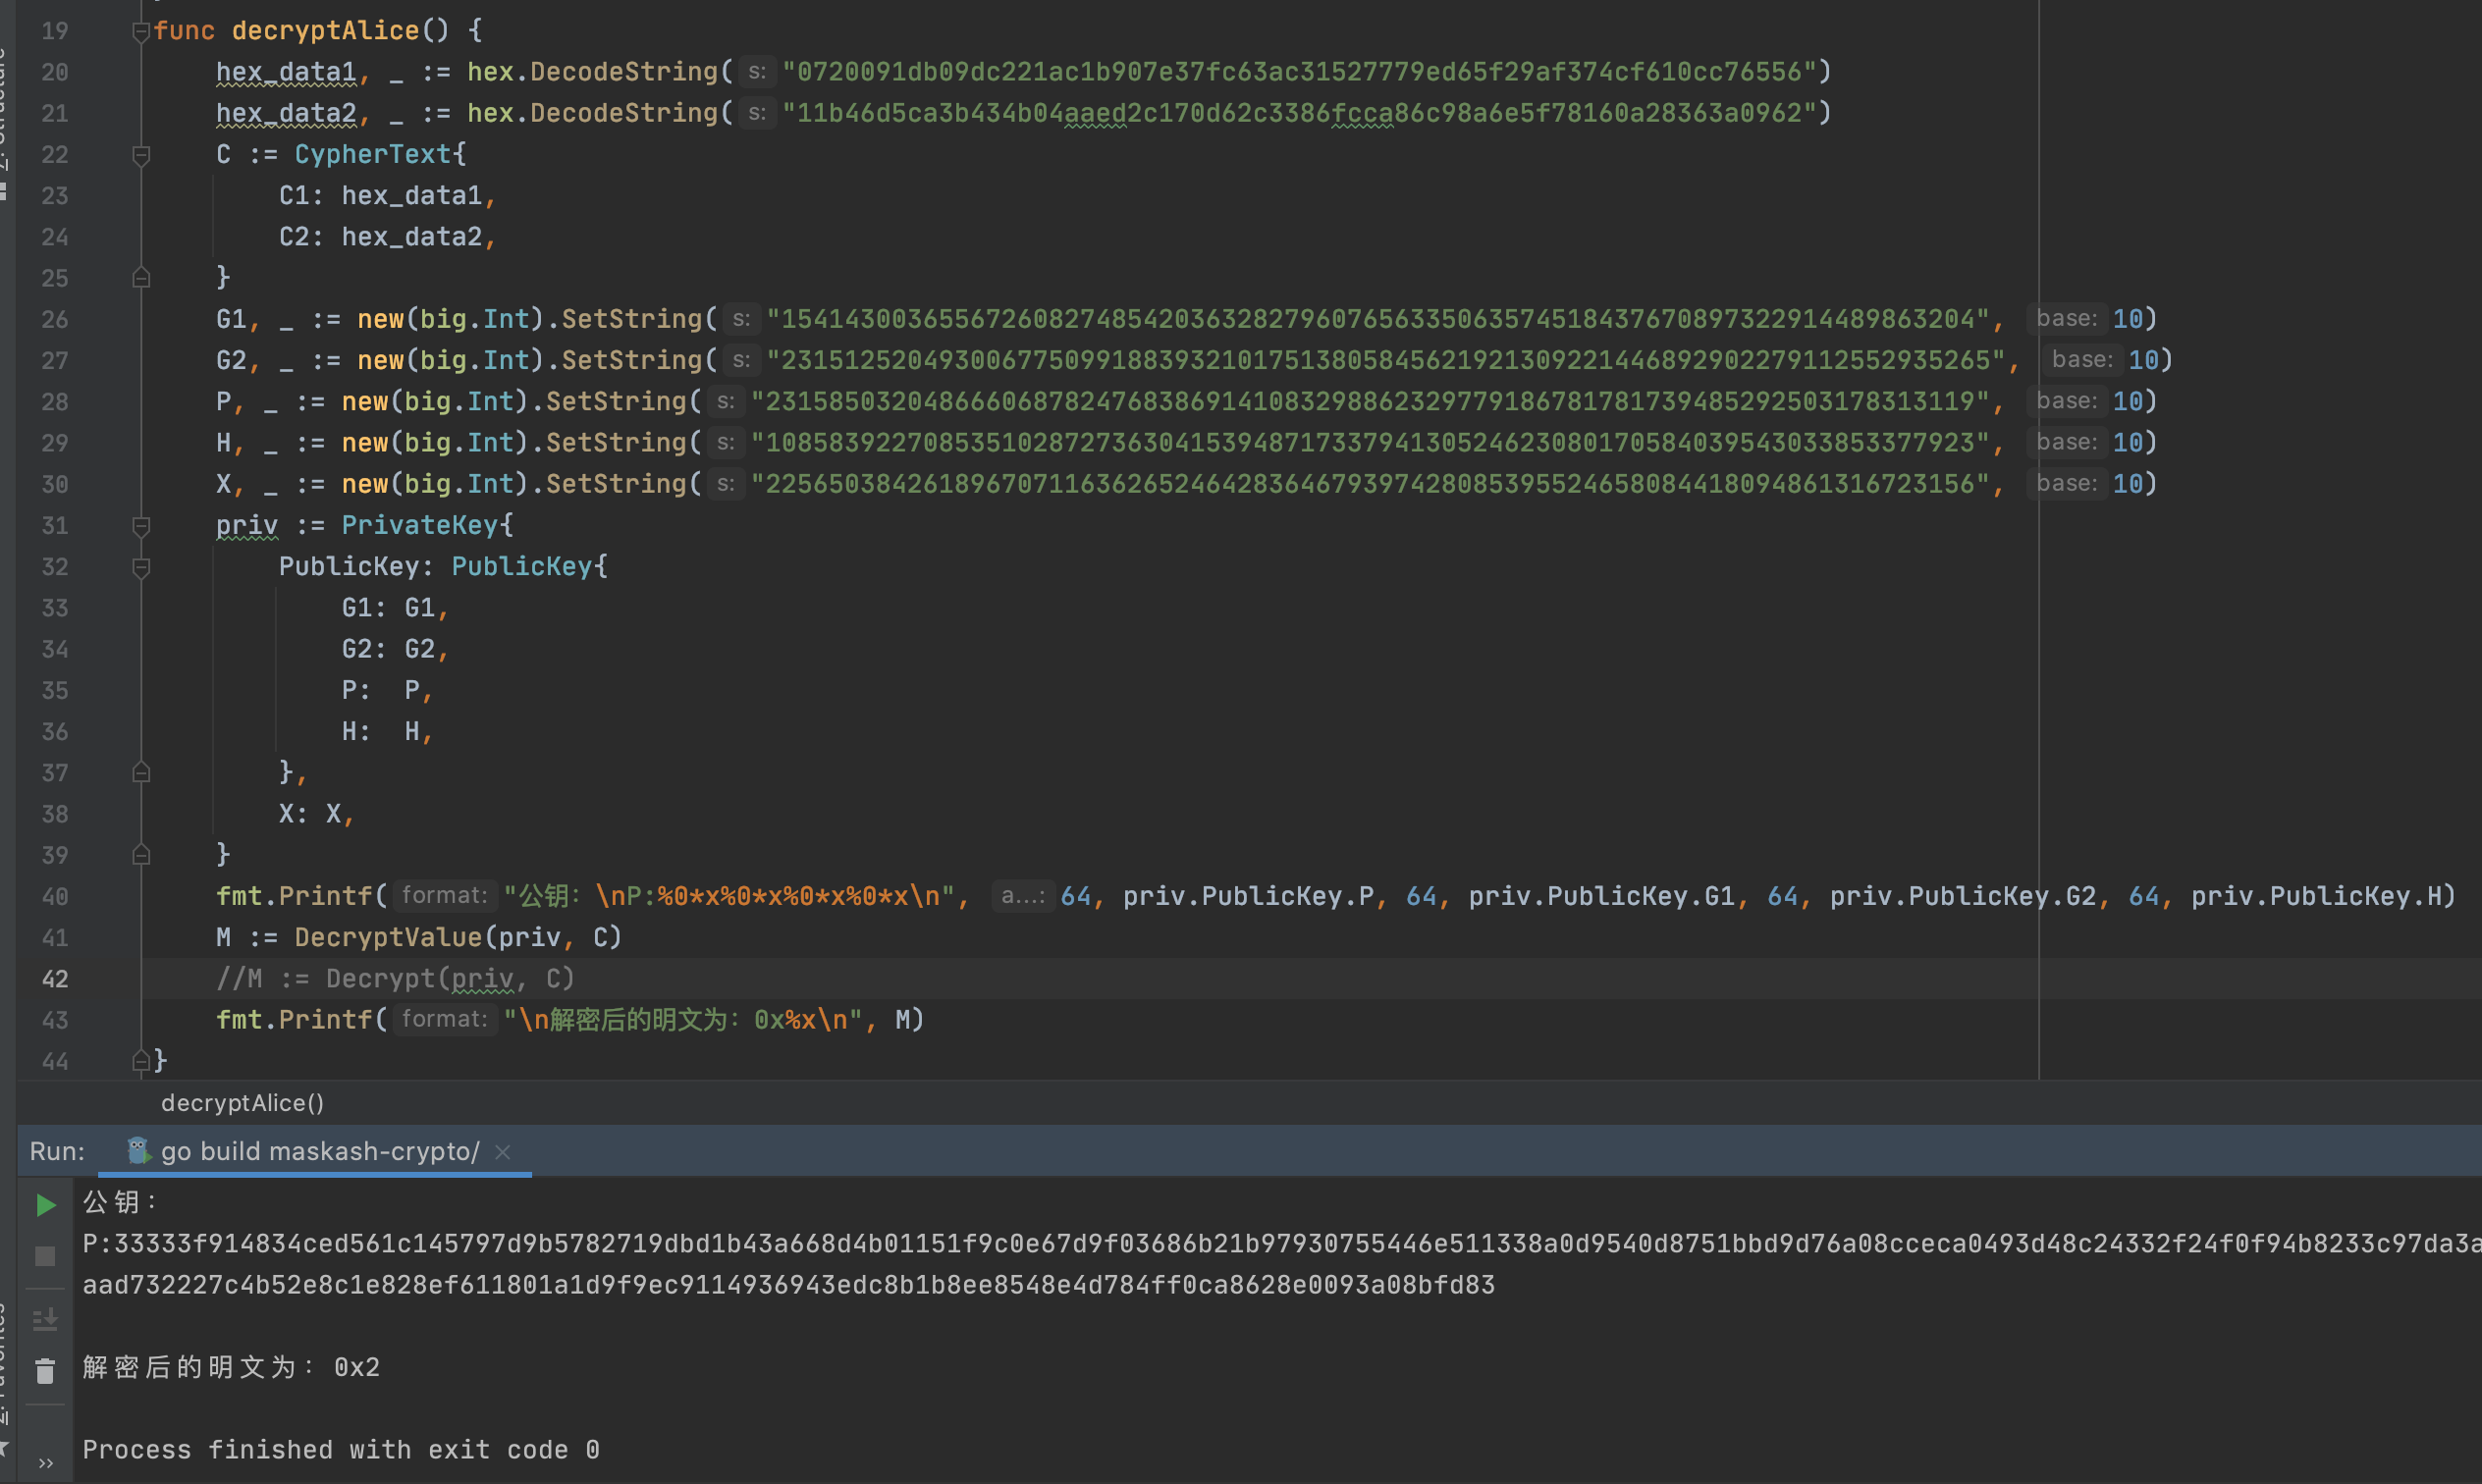 19 func decryptAlice() {
20 hex_data1, _ := hex.DecodeString( s: "0720091db09dc221ac1b907e37fc63ac31527779ed65f29af374cf610cc76556")
21 hex_data2, _ := hex.DecodeString( s: "11b46d5ca3b434b04aaed2c170d62c3386fcca86c98a6e5f78160a28363a0962")
22 C := CypherText{
23 C1: hex_data1,
24 C2: hex_data2,
25 }
26 G1, _ := new(big.Int).SetString( s: "15414300365567260827485420363282796076563350635745184376708973229144898​63204", base: 10)
27 G2, _ := new(big.Int).SetString( s: "23151252049300677509918839321017513805845621921309221446892902279112552935265", base: 10)
28 P, _ := new(big.Int).SetString( s: "23158503204866606878247683869141083298862329779186781781739485292503178313119", base: 10)
29 H, _ := new(big.Int).SetString( s: "10858392270853510287273630415394871733794130524623080170584039543033853377923", base: 10)
30 X, _ := new(big.Int).SetString( s: "22565038426189670711636265246428364679397428085395524658084418094861316723156", base: 10)
31 priv := PrivateKey{
32 PublicKey: PublicKey{
33 G1: G1,
34 G2: G2,
35 P: P,
36 H: H,
37 },
38 X: X,
39 }
40 fmt.Printf( format: "公钥：\nP:%0*x%0*x%0*x%0*x\n", a...: 64, priv.PublicKey.P, 64, priv.PublicKey.G1, 64, priv.PublicKey.G2, 64, priv.PublicKey.H)
41 M := DecryptValue(priv, C)
42 //M := Decrypt(priv, C)
43 fmt.Printf( format: "\n解密后的明文为：0x%x\n", M)
44 }
decryptAlice()
Run: go build maskash-crypto/
公钥：
P:33333f914834ced561c145797d9b5782719dbd1b43a668d4b01151f9c0e67d9f03686b21b97930755446e511338a0d9540d8751bbd9d76a08cceca0493d48c24332f24f0f94b8233c97da3a
aad732227c4b52e8c1e828ef611801a1d9f9ec9114936943edc8b1b8ee8548e4d784ff0ca8628e0093a08bfd83
解密后的明文为：0x2
Process finished with exit code 0